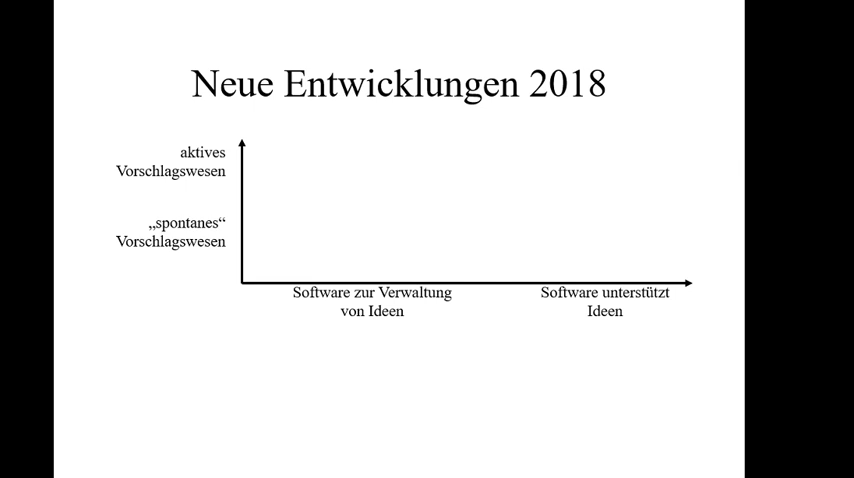 Neue Entwicklungen 2018
aktives
Vorschlagswesen
„spontanes“
Vorschlagswesen
Software zur Verwaltung
von Ideen
Software unterstützt
Ideen